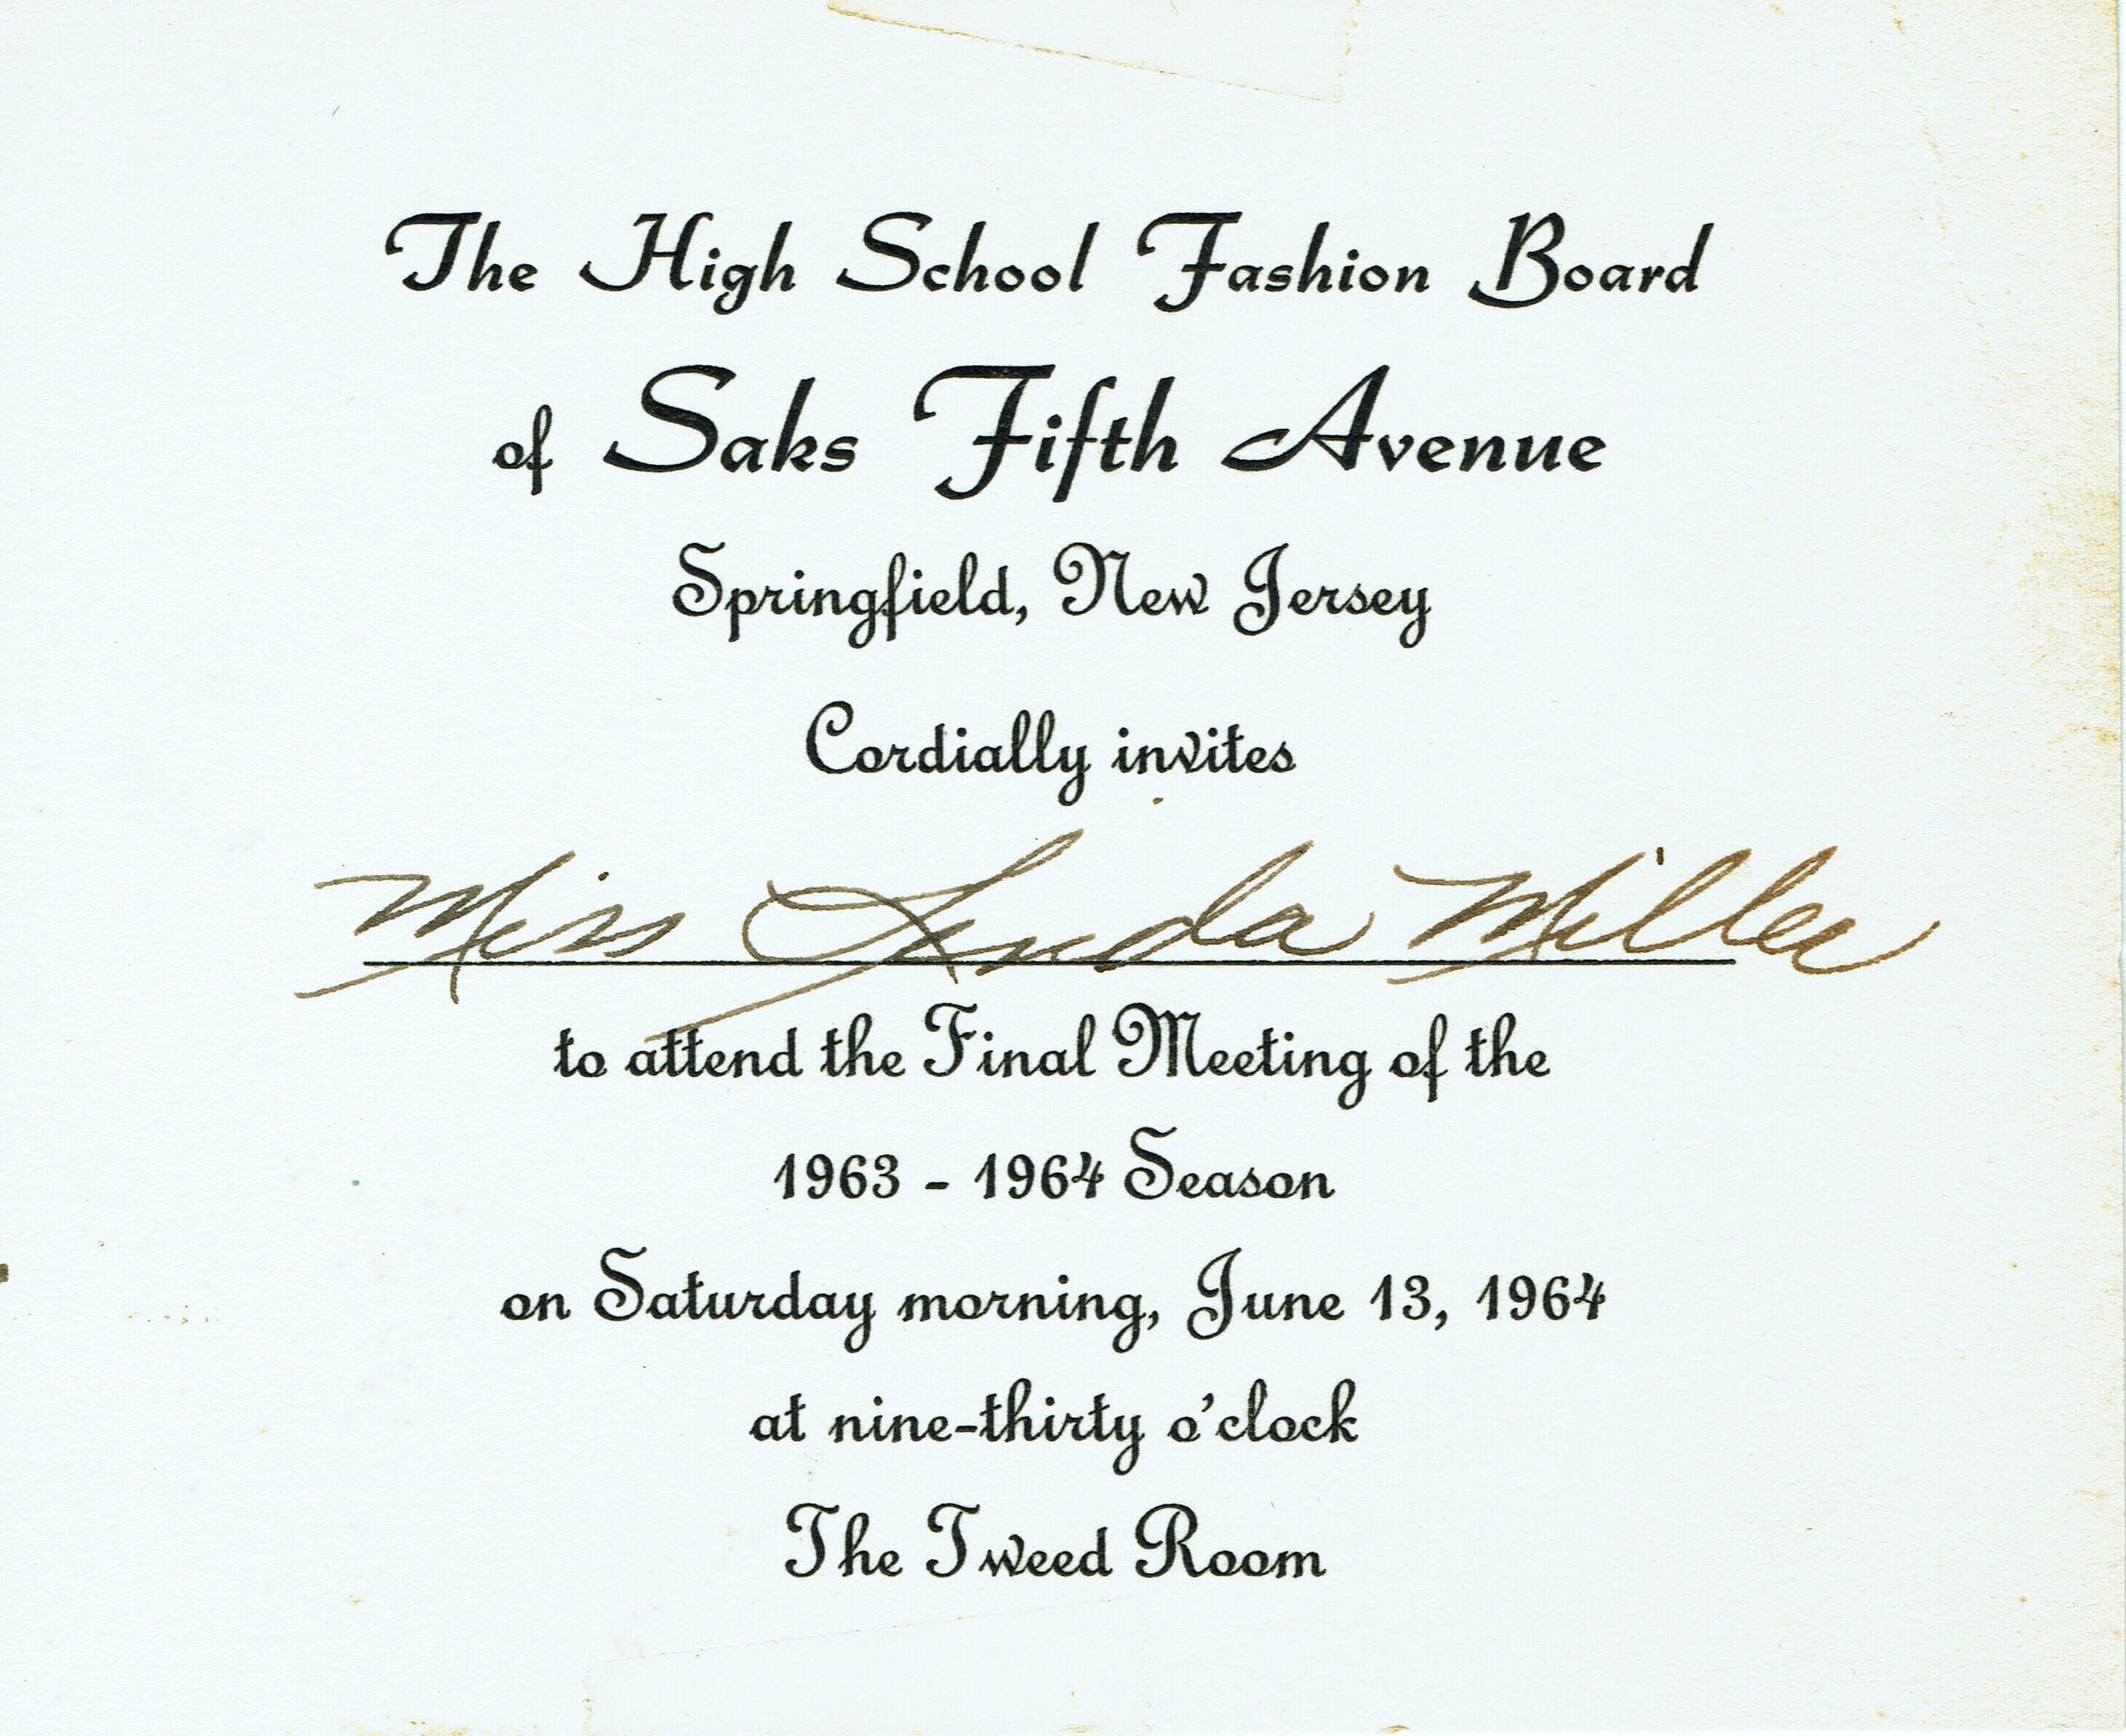 The High School Fashion Board
of Saks Fifth Avenue
Springfield, New Jersey
Cordially invites
Miss Linda Miller
to attend the Final Meeting of the
1963 - 1964 Season
on Saturday morning, June 13, 1964
at nine-thirty o'clock
The Tweed Room